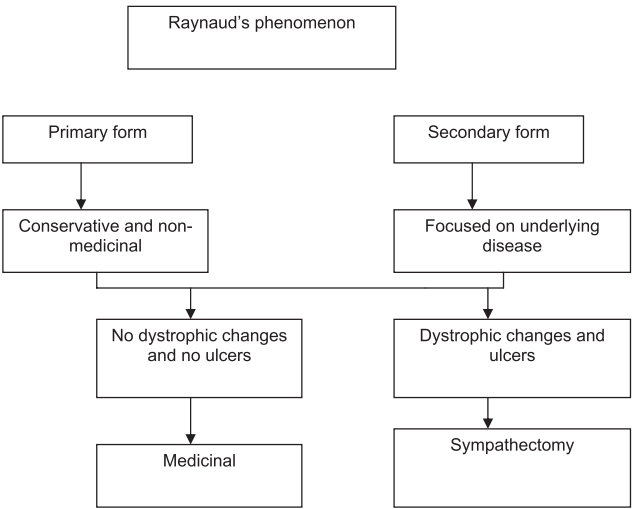 Raynaud's phenomenon
Primary form
Secondary form
Conservative and non-
medicinal
Focused on underlying
disease
No dystrophic changes
and no ulcers
Dystrophic changes and
ulcers
Medicinal
Sympathectomy